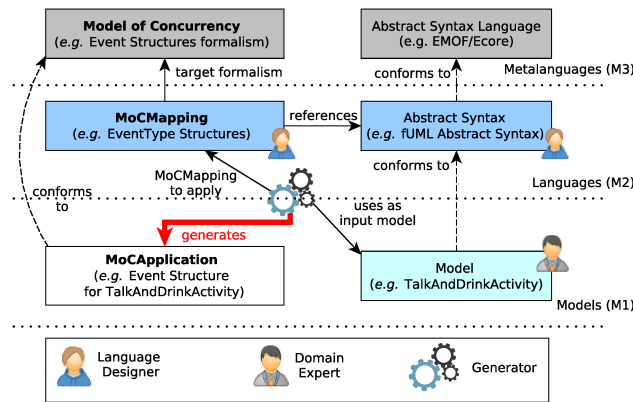 Model of Concurrency
(e.g. Event Structures formalism)
Abstract Syntax Language
(e.g. EMOF/Ecore)
target formalism
conforms to
Metalanguages (M3)
MoCMapping
(e.g. EventType Structures)
references
Abstract Syntax
(e.g. fUML Abstract Syntax)
MoCMapping
to apply
conforms to
Languages (M2)
conforms
to
uses as
input model
generates
MoCApplication
(e.g. Event Structure
for TalkAndDrinkActivity)
Model
(e.g. TalkAndDrinkActivity)
Models (M1)
Language
Designer
Domain
Expert
Generator